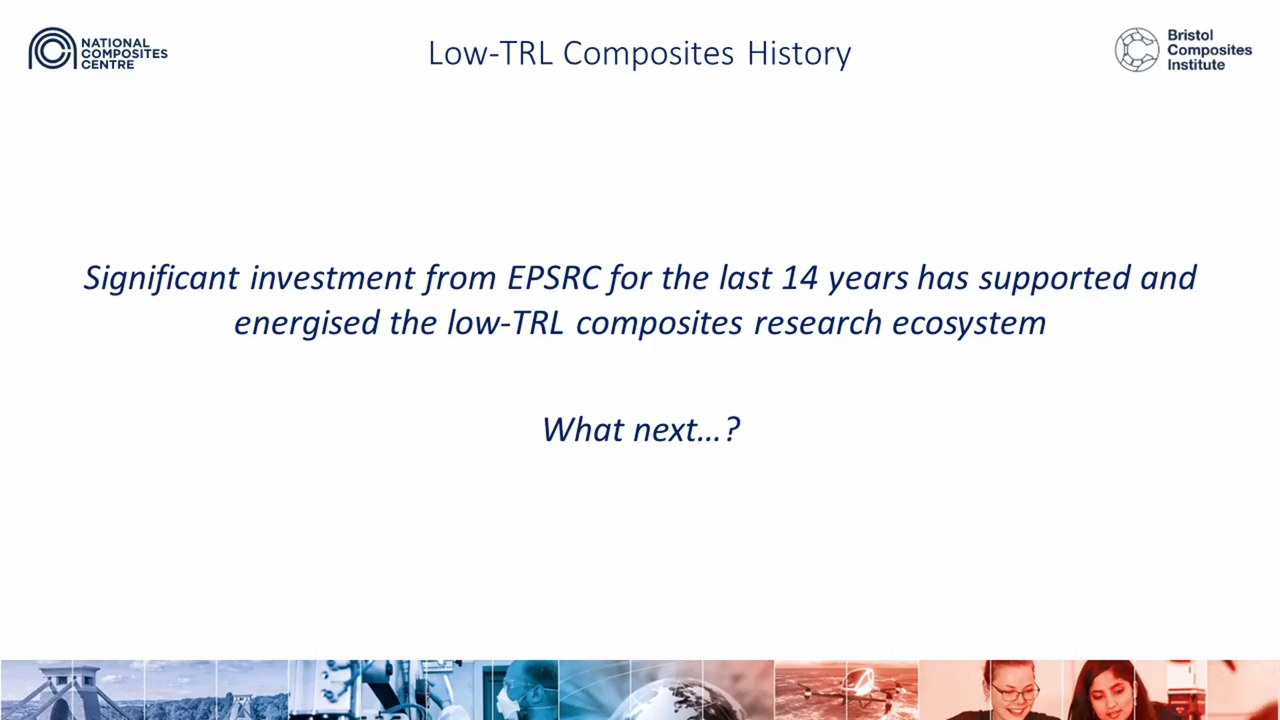 NATIONAL
COMPOSITES
CENTRE
Low-TRL Composites History
Bristol
Composites
Institute
Significant investment from EPSRC for the last 14 years has supported and
energised the low-TRL composites research ecosystem
What next...?